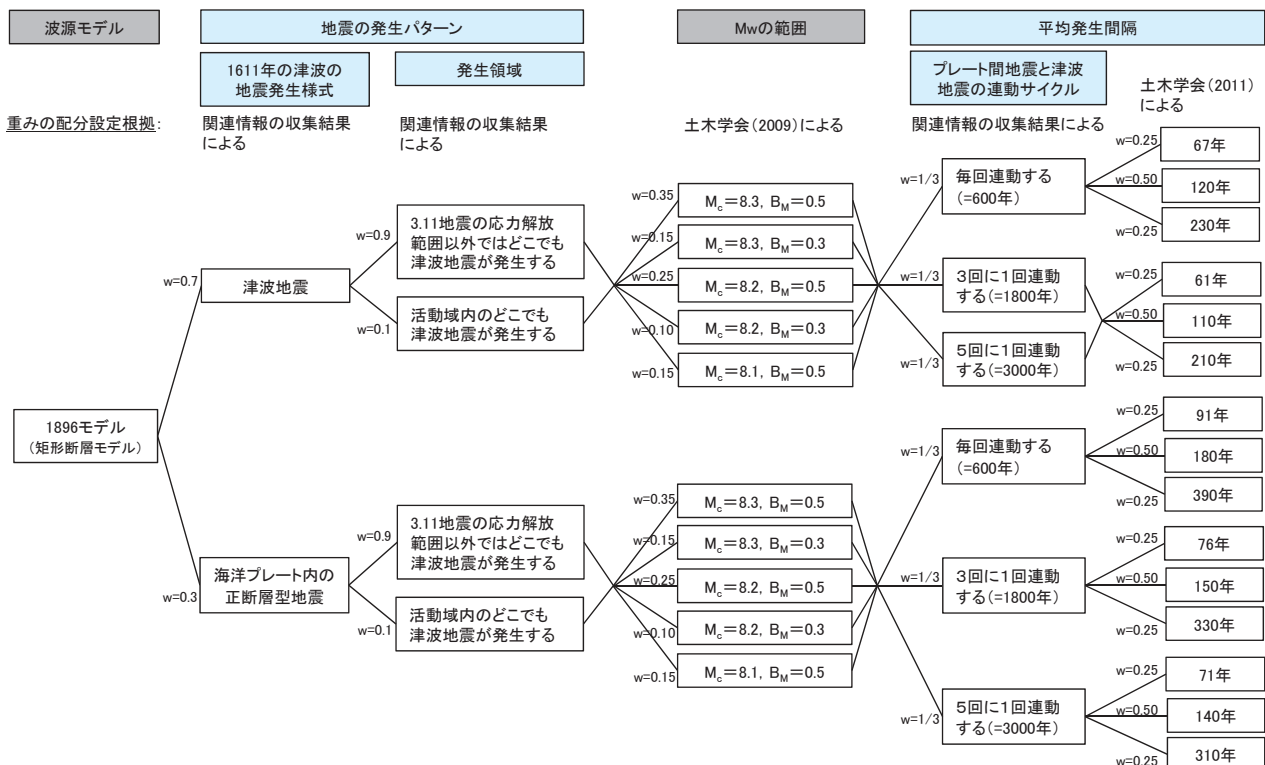 波源モデル
地震の発生パターン
Mwの範囲
平均発生間隔
1611年の津波の
地震発生様式
発生領域
プレート間地震と津波
地震の連動サイクル
土木学会(2011)
による
重みの配分設定根拠:
関連情報の収集結果
による
関連情報の収集結果
による
土木学会(2009)による
関連情報の収集結果による
1896モデル
(矩形断層モデル)
w=0.7
津波地震
w=0.9
3.11地震の応力解放
範囲以外ではどこでも
津波地震が発生する
w=0.1
活動域内のどこでも
津波地震が発生する
w=0.35
Mc=8.3, BM=0.5
w=0.15
Mc=8.3, BM=0.3
w=0.25
Mc=8.2, BM=0.5
w=0.10
Mc=8.2, BM=0.3
w=0.15
Mc=8.1, BM=0.5
w=1/3
毎回連動する
(=600年)
w=0.25
67年
w=0.50
120年
w=0.25
230年
w=1/3
3回に1回連動
する(=1800年)
w=1/3
5回に1回連動
する(=3000年)
w=0.25
61年
w=0.50
110年
w=0.25
210年
w=0.3
海洋プレート内の
正断層型地震
w=0.9
3.11地震の応力解放
範囲以外ではどこでも
津波地震が発生する
w=0.1
活動域内のどこでも
津波地震が発生する
w=0.35
Mc=8.3, BM=0.5
w=0.15
Mc=8.3, BM=0.3
w=0.25
Mc=8.2, BM=0.5
w=0.10
Mc=8.2, BM=0.3
w=0.15
Mc=8.1, BM=0.5
w=1/3
毎回連動する
(=600年)
w=0.25
91年
w=0.50
180年
w=0.25
390年
w=1/3
3回に1回連動
する(=1800年)
w=0.25
76年
w=0.50
150年
w=0.25
330年
w=1/3
5回に1回連動
する(=3000年)
w=0.25
71年
w=0.50
140年
w=0.25
310年